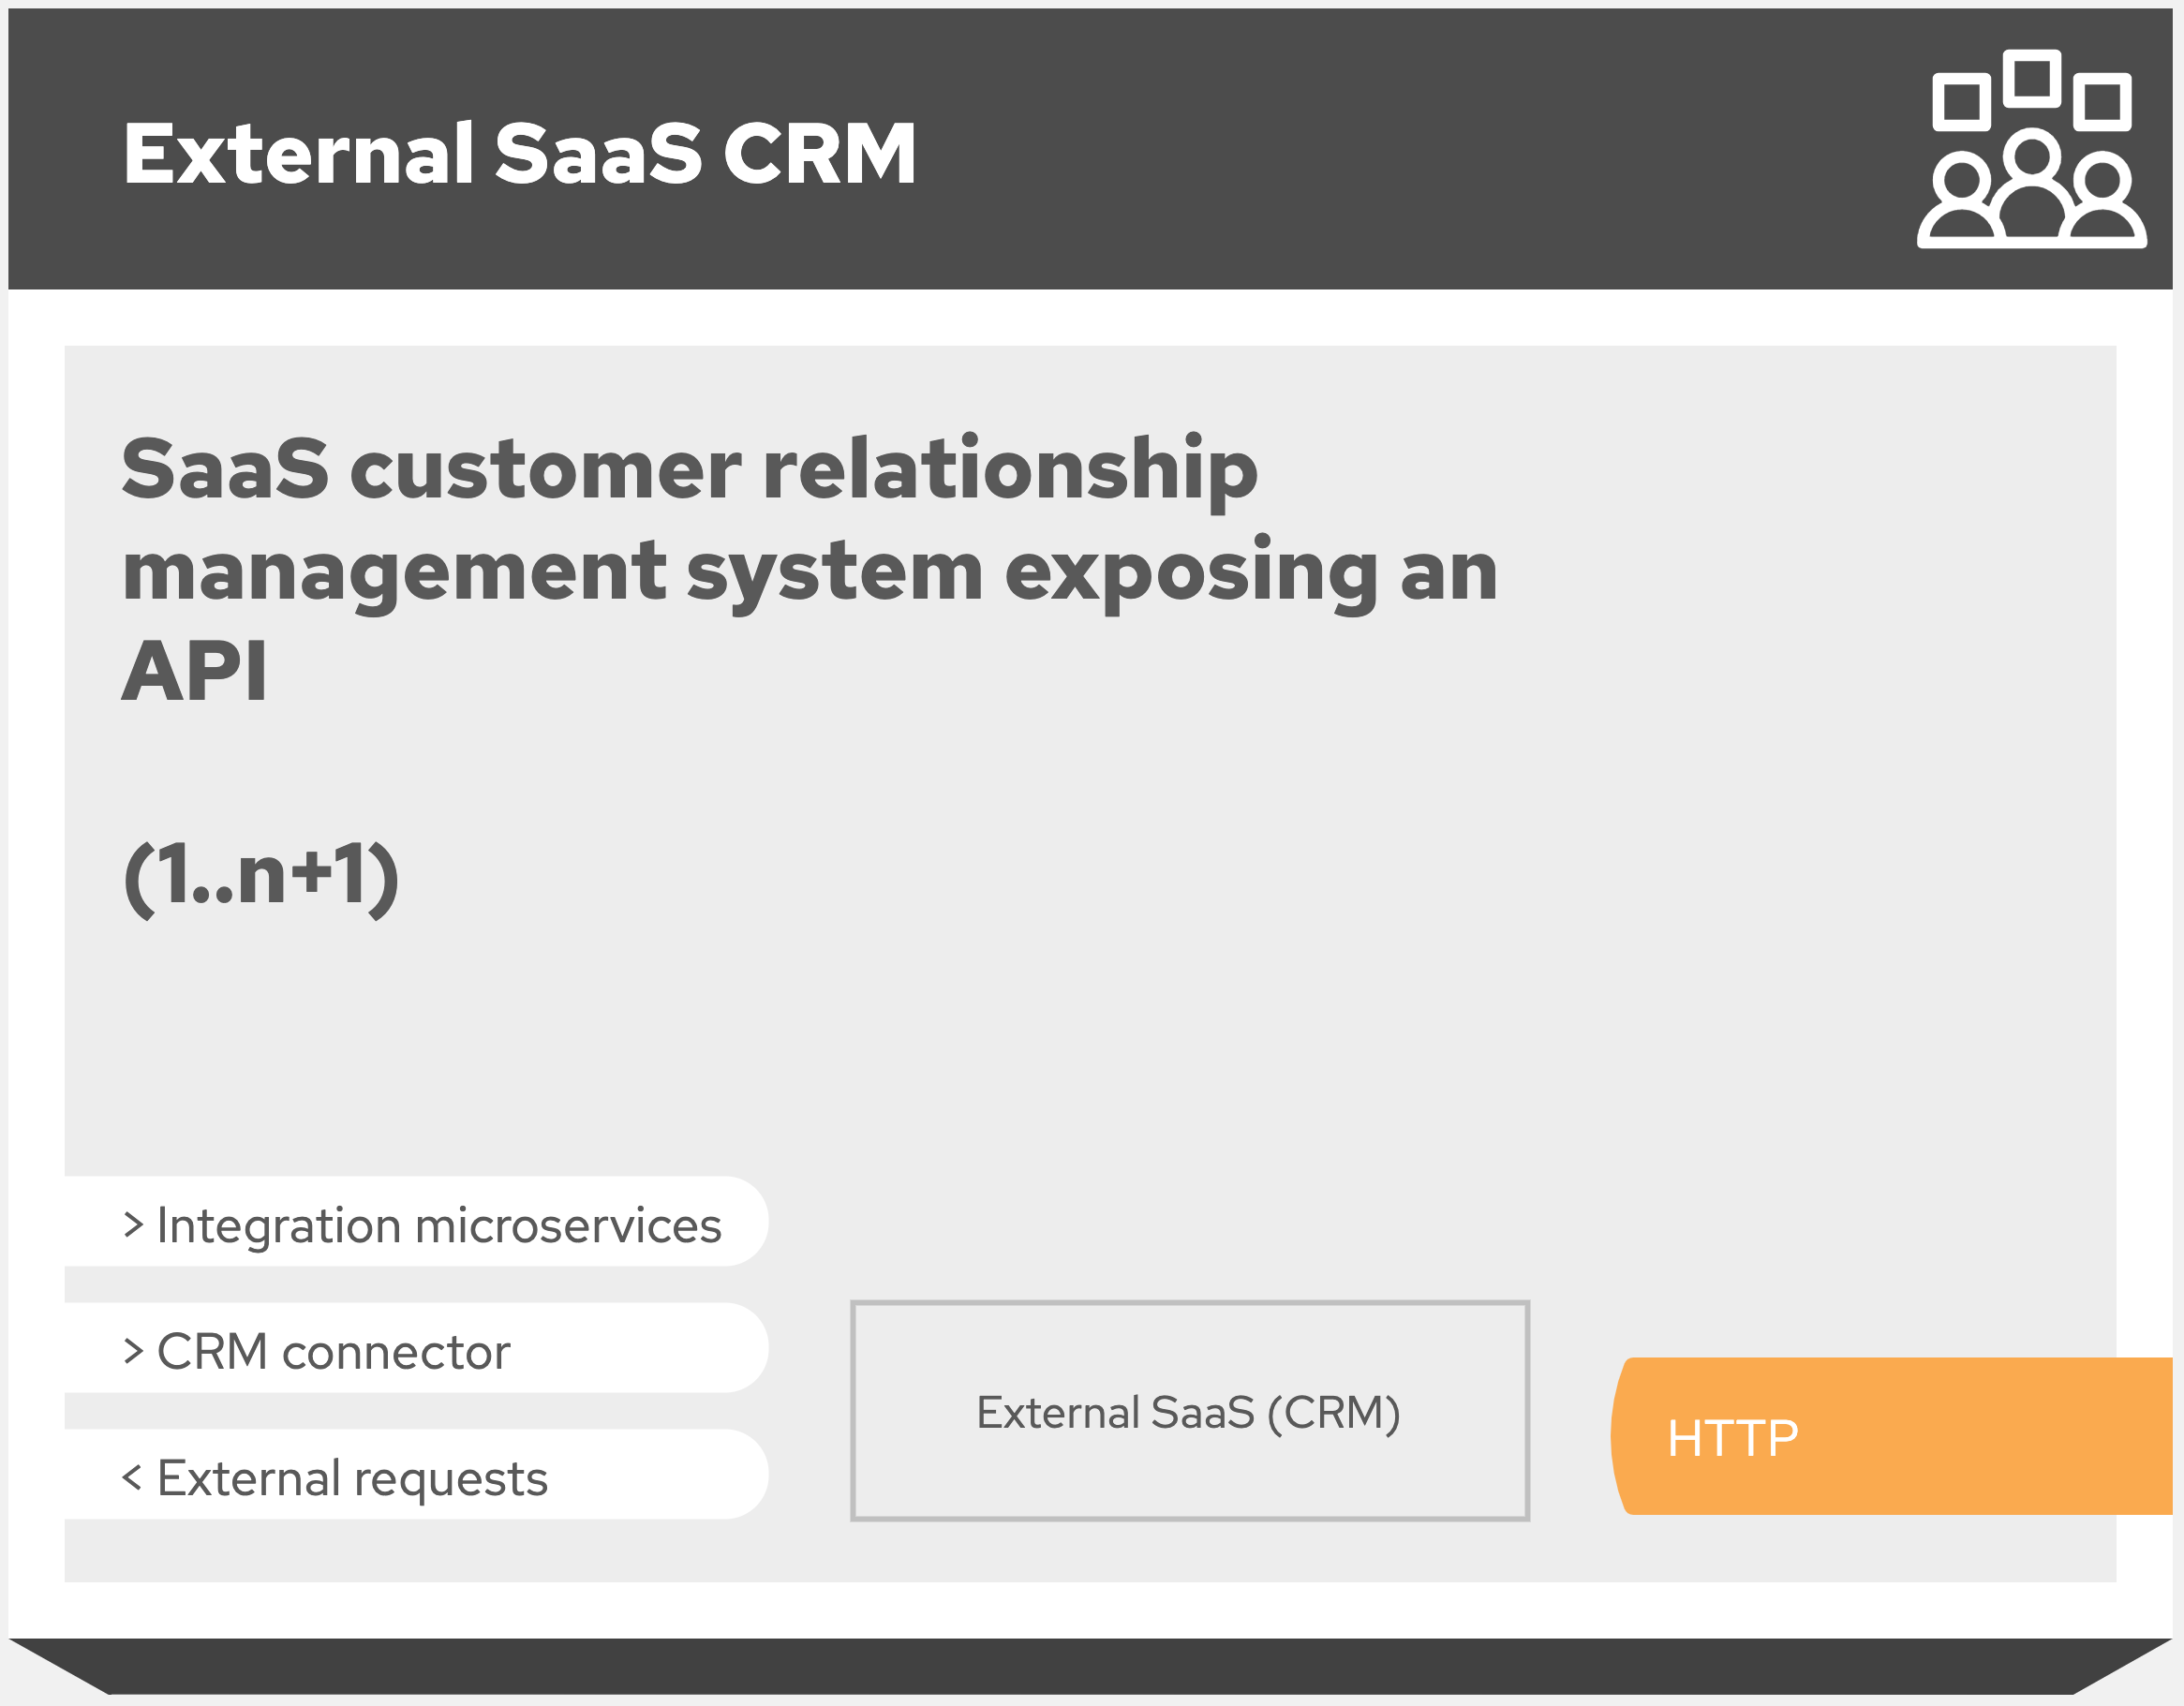 External SaaS CRM
SaaS customer relationship
management system exposing an
API
(1..n+1)
> Integration microservices
> CRM connector
< External requests
External SaaS (CRM)
HTTP